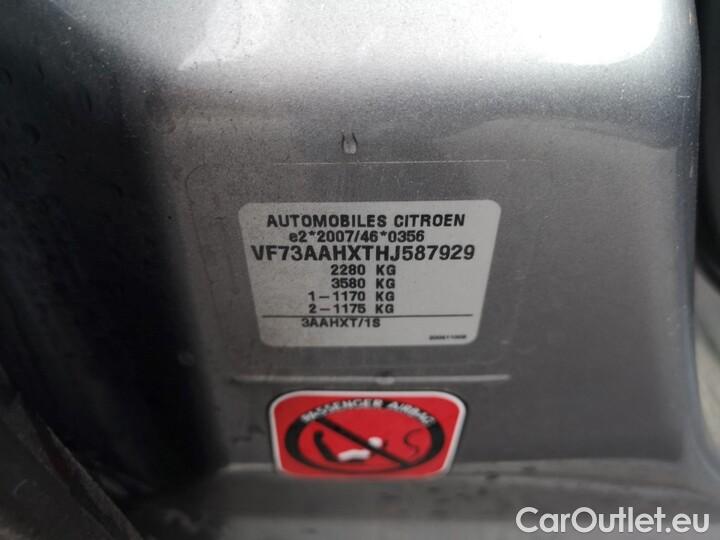 AUTOMOBILES CITROEN
e2*2007/46*0356
VF73AAHXTHJ587929
2280 KG
3580 KG
1-1170 KG
2-1175 KG
3AAHXT/1S
PASSENGER AIRBAG
CarOutlet.eu